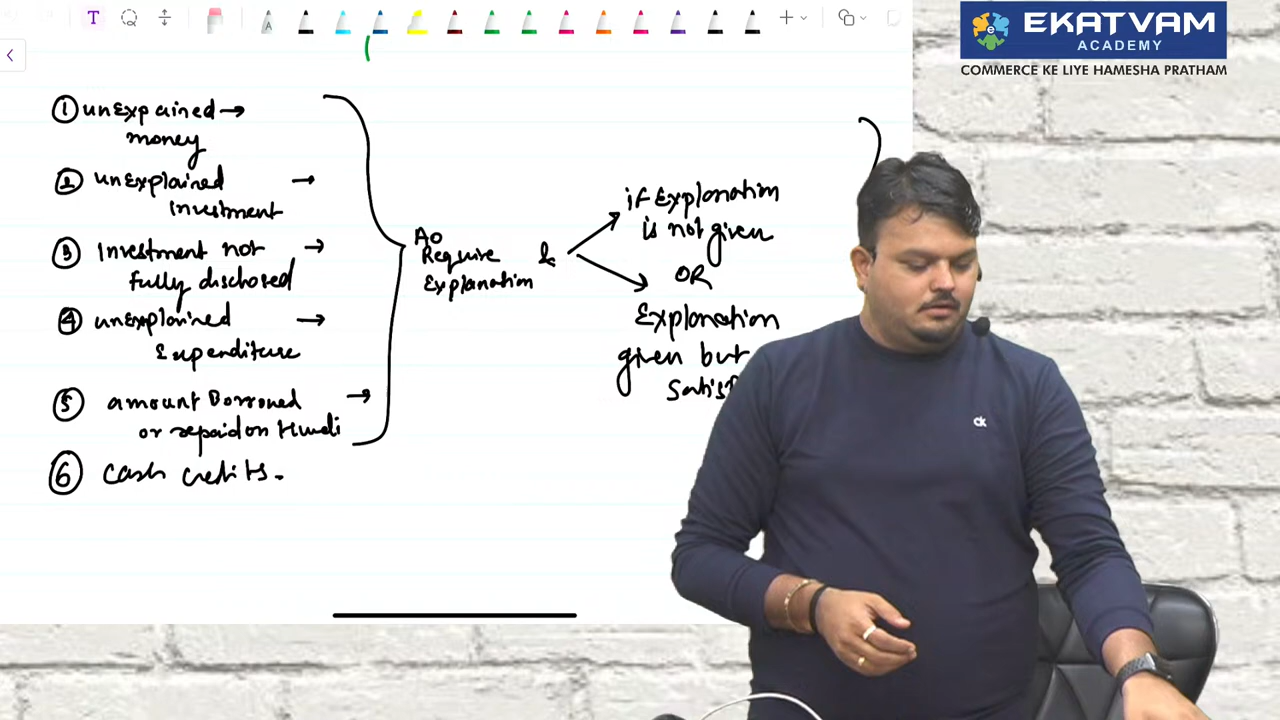 EKATVAM
ACADEMY
COMMERCE KE LIYE HAMESHA PRATHAM
① unExpained →
money
② unExplained →
Investment
③ Investment not →
fully disclosed
④ unExplained →
Expenditure
⑤ amount Borrowed →
or repaid on Hundi
⑥ cash credits.
AO
Require
Explanation
&
if Explanation
is not given
OR
Explanation
given but
ck